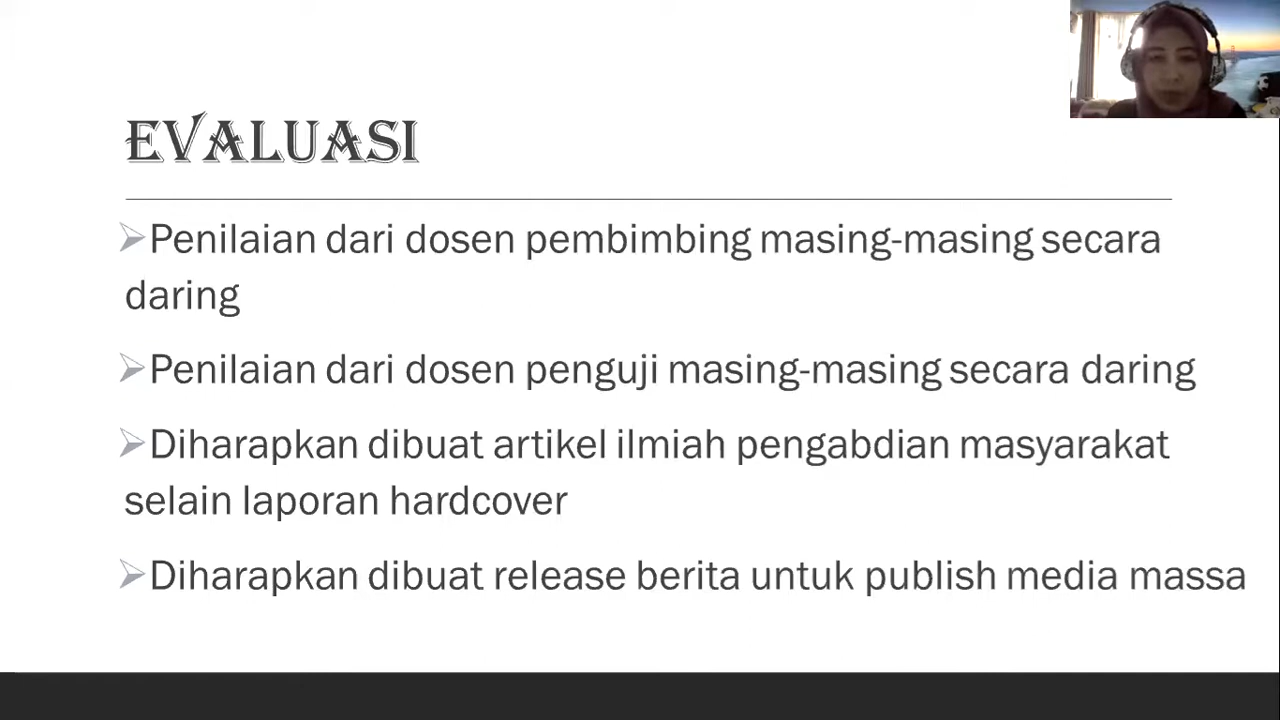 EVALUASI
➢Penilaian dari dosen pembimbing masing-masing secara
daring
➢Penilaian dari dosen penguji masing-masing secara daring
➢Diharapkan dibuat artikel ilmiah pengabdian masyarakat
selain laporan hardcover
➢Diharapkan dibuat release berita untuk publish media massa